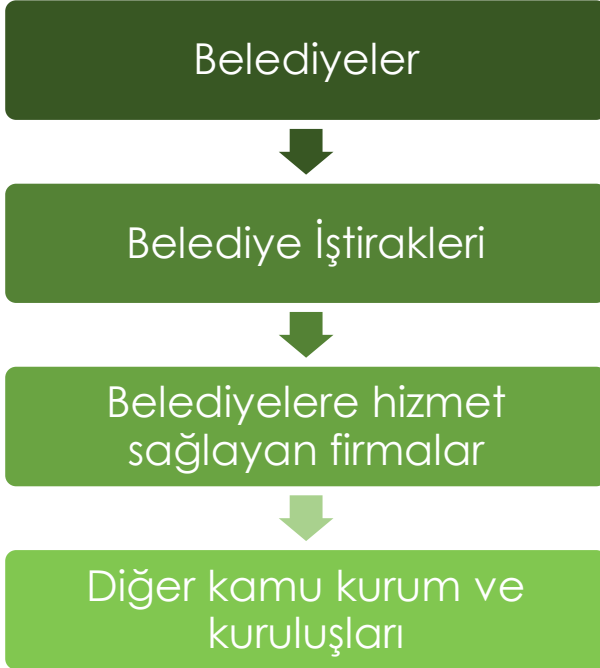 Belediyeler
Belediye İştirakleri
Belediyelere hizmet
sağlayan firmalar
Diğer kamu kurum ve
kuruluşları